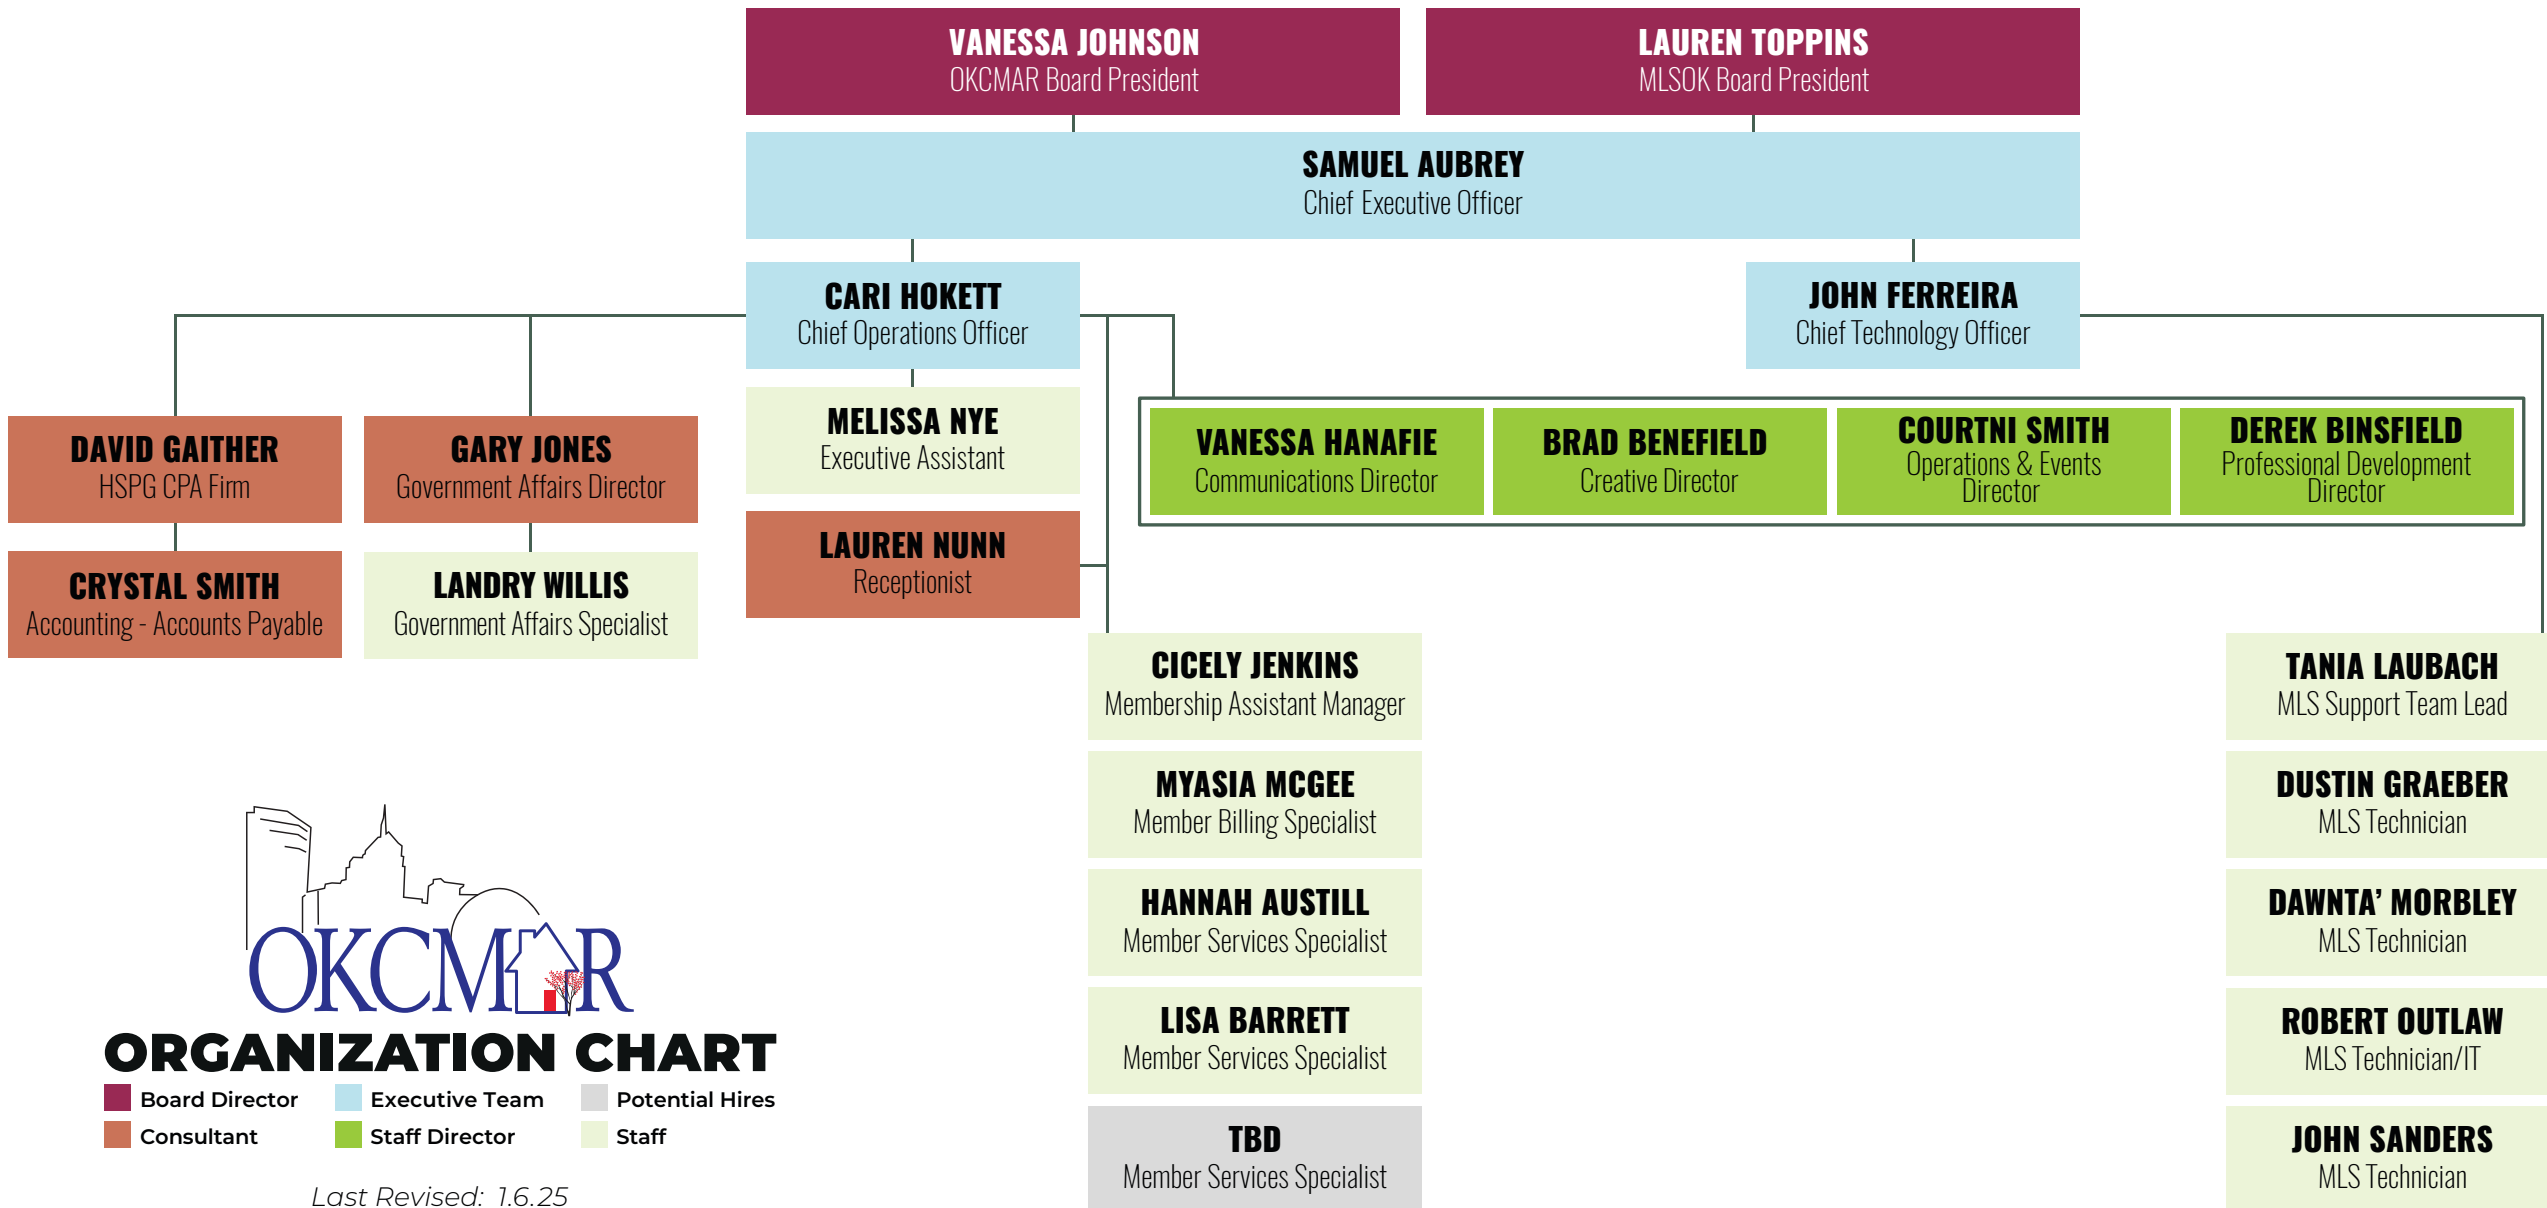 VANESSA JOHNSON
OKCMAR Board President
LAUREN TOPPINS
MLSOK Board President
SAMUEL AUBREY
Chief Executive Officer
CARI HOKETT
Chief Operations Officer
JOHN FERREIRA
Chief Technology Officer
DAVID GAITHER
HSPG CPA Firm
GARY JONES
Government Affairs Director
MELISSA NYE
Executive Assistant
VANESSA HANAFIE
Communications Director
BRAD BENEFIELD
Creative Director
COURTNI SMITH
Operations & Events
Director
DEREK BINSFIELD
Professional Development
Director
CRYSTAL SMITH
Accounting - Accounts Payable
LANDRY WILLIS
Government Affairs Specialist
LAUREN NUNN
Receptionist
CICELY JENKINS
Membership Assistant Manager
MYASIA MCGEE
Member Billing Specialist
HANNAH AUSTILL
Member Services Specialist
LISA BARRETT
Member Services Specialist
TBD
Member Services Specialist
TANIA LAUBACH
MLS Support Team Lead
DUSTIN GRAEBER
MLS Technician
DAWNTA’ MORBLEY
MLS Technician
ROBERT OUTLAW
MLS Technician/IT
JOHN SANDERS
MLS Technician
OKCMAR
ORGANIZATION CHART
Board Director
Executive Team
Potential Hires
Consultant
Staff Director
Staff
Last Revised: 1.6.25